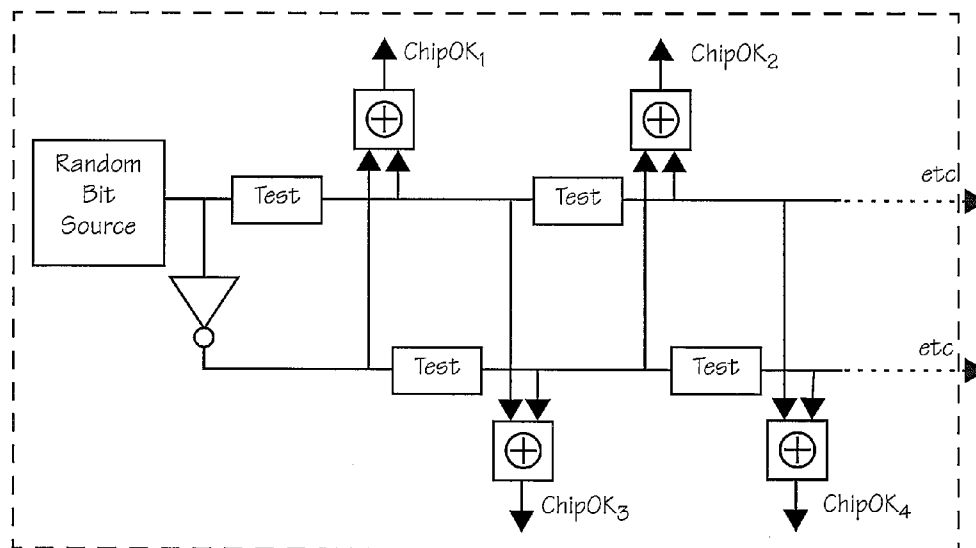 ChipOK1
ChipOK2
Random
Bit
Source
Test
Test
etc
Test
Test
etc
ChipOK3
ChipOK4